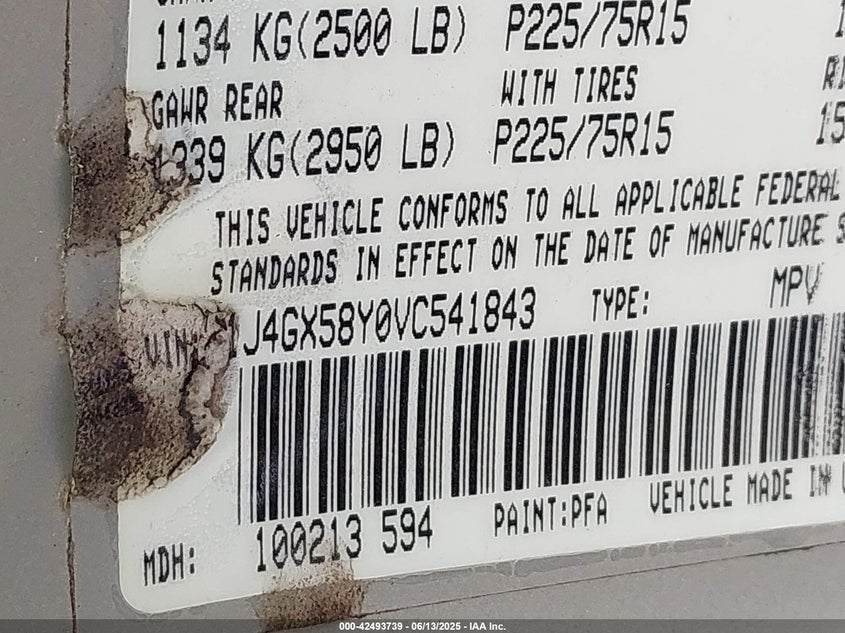 1134 KG(2500 LB) P225/75R15
GAWR REAR WITH TIRES
1339 KG(2950 LB) P225/75R15 15
THIS VEHICLE CONFORMS TO ALL APPLICABLE FEDERAL
STANDARDS IN EFFECT ON THE DATE OF MANUFACTURE
VIN: 1J4GX58Y0VC541843 TYPE: MPV
MDH: 100213 594 PAINT:PFA VEHICLE MADE IN
000-42493739 - 06/13/2025 - IAA Inc.